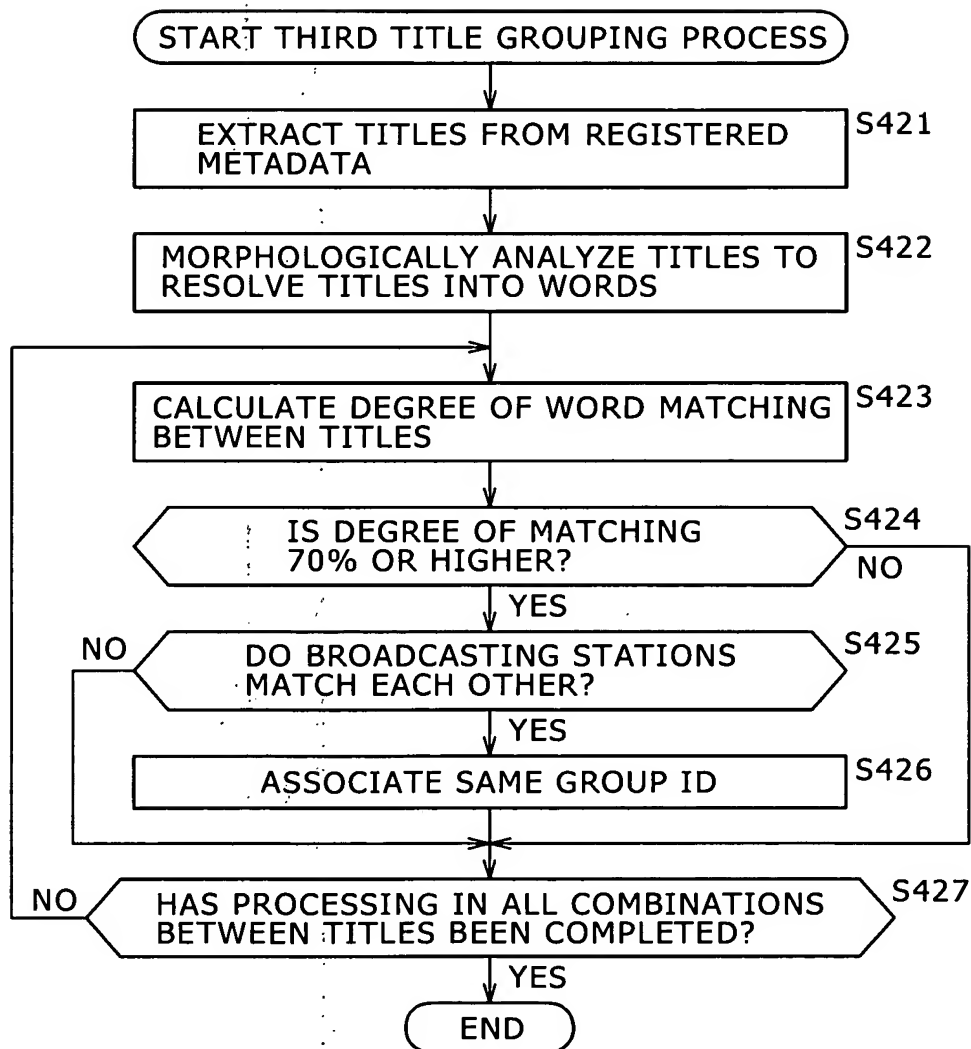 START THIRD TITLE GROUPING PROCESS
S421
EXTRACT TITLES FROM REGISTERED
METADATA
S422
MORPHOLOGICALLY ANALYZE TITLES TO
RESOLVE TITLES INTO WORDS
S423
CALCULATE DEGREE OF WORD MATCHING
BETWEEN TITLES
S424
IS DEGREE OF MATCHING
70% OR HIGHER?
NO
YES
S425
NO
DO BROADCASTING STATIONS
MATCH EACH OTHER?
YES
S426
ASSOCIATE SAME GROUP ID
S427
NO
HAS PROCESSING IN ALL COMBINATIONS
BETWEEN TITLES BEEN COMPLETED?
YES
END